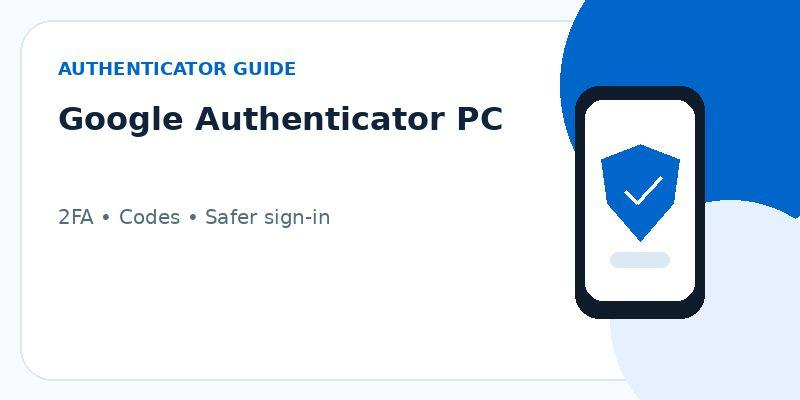 AUTHENTICATOR GUIDE
Google Authenticator PC
2FA • Codes • Safer sign-in